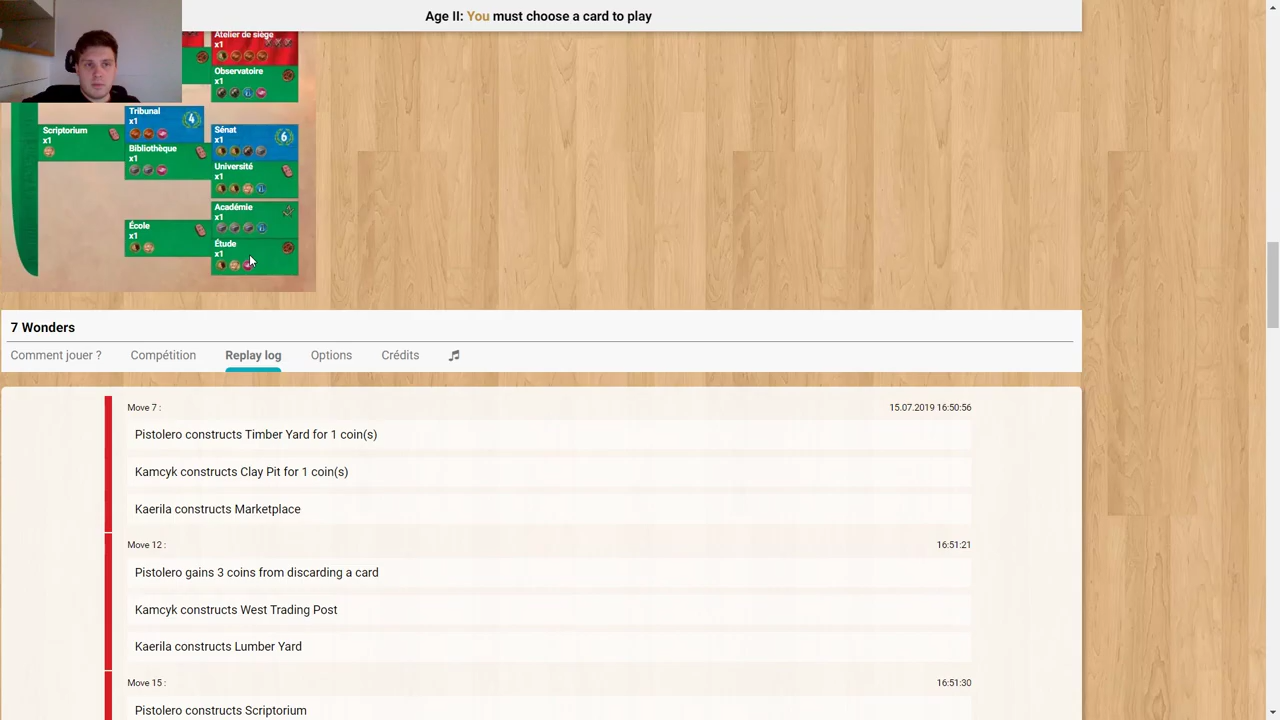 Age II: You must choose a card to play
Atelier de siège
x1
Observatoire
x1
Tribunal
x1
4
Scriptorium
x1
Sénat
x1
6
Bibliothèque
x1
Université
x1
Académie
x1
École
x1
Étude
x1
7 Wonders
Comment jouer ?
Compétition
Replay log
Options
Crédits
Move 7 :
15.07.2019 16:50:56
Pistolero constructs Timber Yard for 1 coin(s)
Kamcyk constructs Clay Pit for 1 coin(s)
Kaerila constructs Marketplace
Move 12 :
16:51:21
Pistolero gains 3 coins from discarding a card
Kamcyk constructs West Trading Post
Kaerila constructs Lumber Yard
Move 15 :
16:51:30
Pistolero constructs Scriptorium